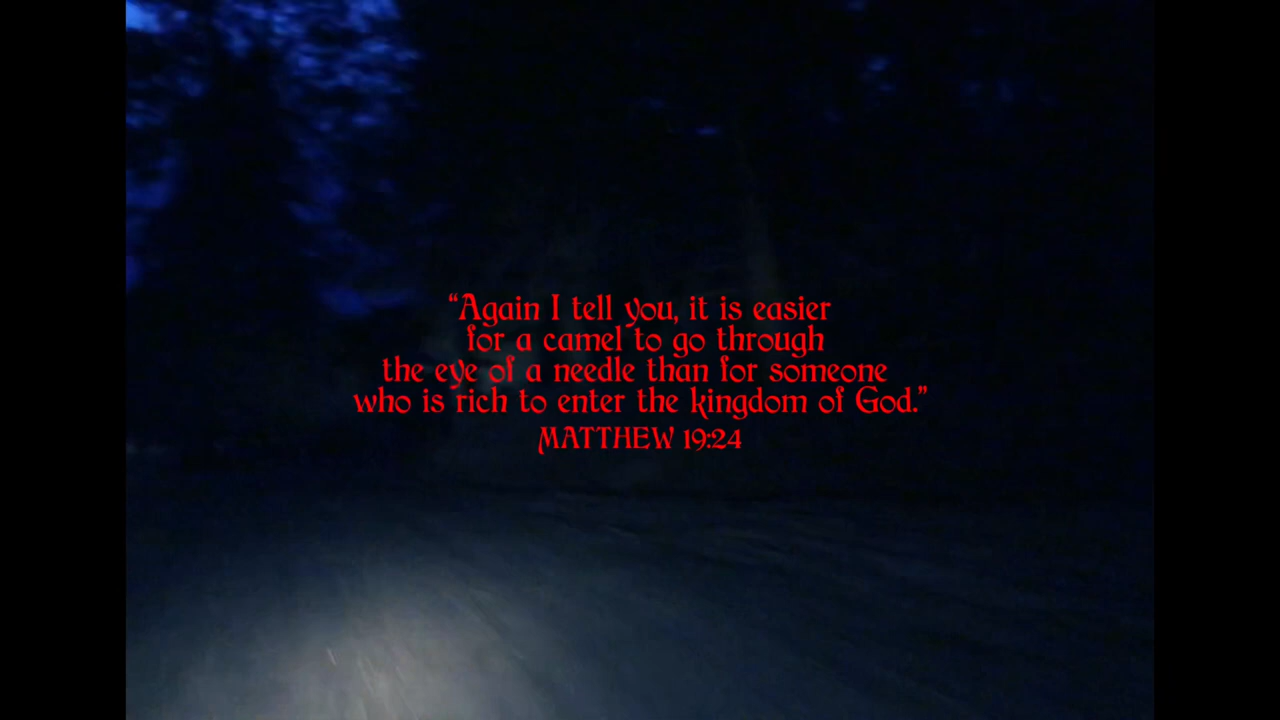 “Again I tell you, it is easier
for a camel to go through
the eye of a needle than for someone
who is rich to enter the kingdom of God.”
MATTHEW 19:24